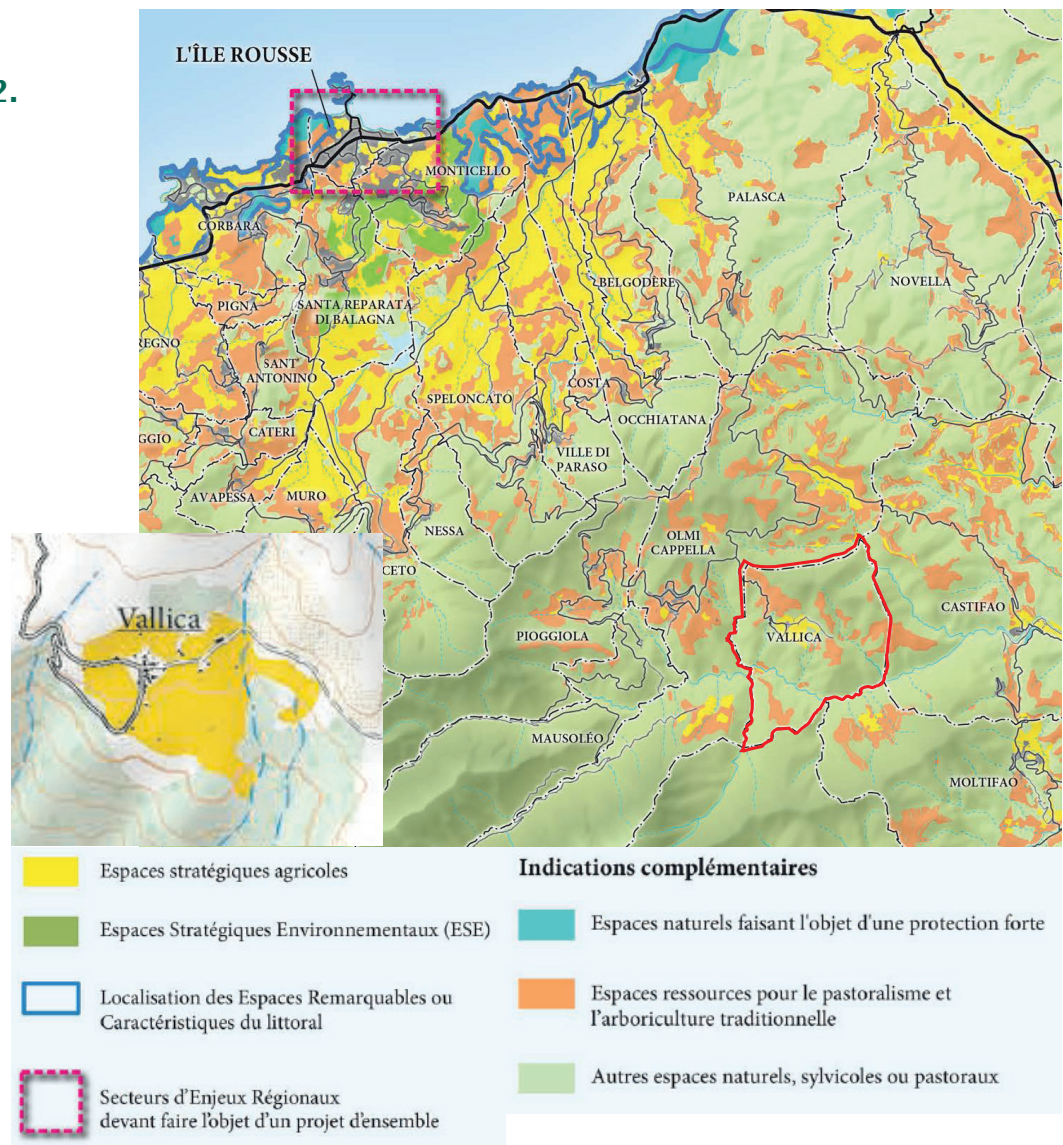 2.
L'ÎLE ROUSSE
MONTICELLO
PALASCA
CORBARA
BELGODÈRE
NOVELLA
PIGNA
SANTA REPARATA
DI BALAGNA
REGNO
SANT
ANTONINO
COSTA
SPELONCATO
OCCHIATANA
GGIO
CATERI
VILLE DI
PARASO
AVAPESSA
MURO
NESSA
OLMI
CAPPELLA
CETO
CASTIFAO
PIOGGIOLA
VALLICA
Vallica
MAUSOLÉO
MOLTIFAO
Espaces stratégiques agricoles
Espaces Stratégiques Environnementaux (ESE)
Localisation des Espaces Remarquables ou
Caractéristiques du littoral
Secteurs d'Enjeux Régionaux
devant faire l'objet d'un projet d'ensemble
Indications complémentaires
Espaces naturels faisant l'objet d'une protection forte
Espaces ressources pour le pastoralisme et
l'arboriculture traditionnelle
Autres espaces naturels, sylvicoles ou pastoraux